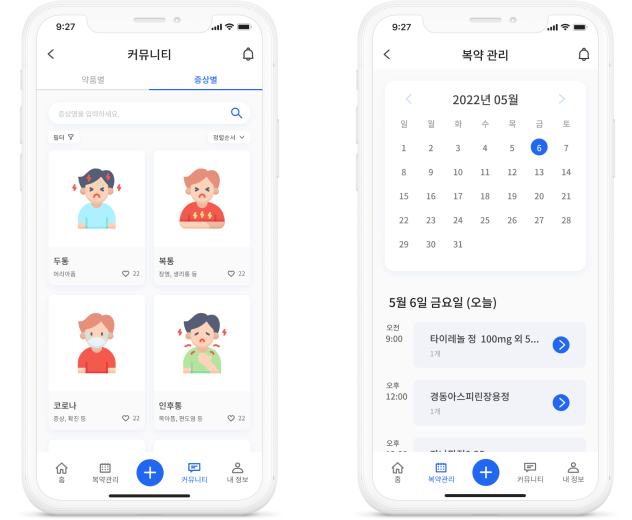 9:27
커뮤니티
약품별
증상별
증상명을 입력하세요.
필터
정렬순서
두통
머리아픔
22
복통
장염, 생리통 등
22
코로나
증상, 확진 등
22
인후통
목아픔, 편도염 등
22
홈
복약관리
커뮤니티
내 정보
9:27
복약 관리
2022년 05월
일 월 화 수 목 금 토
1 2 3 4 5 6 7
8 9 10 11 12 13 14
15 16 17 18 19 20 21
22 23 24 25 26 27 28
29 30 31
5월 6일 금요일 (오늘)
오전
9:00
타이레놀 정 100mg 외 5...
1개
오후
12:00
경동아스피린장용정
1개
오후
홈
복약관리
커뮤니티
내 정보